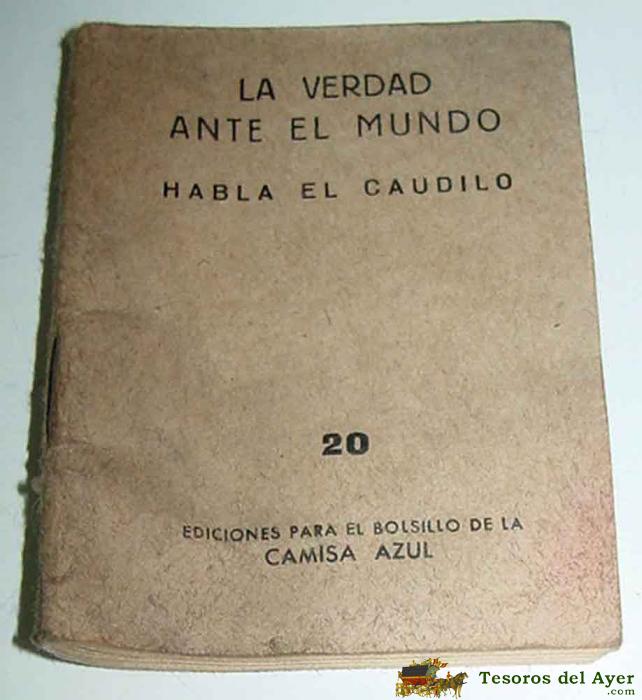 LA VERDAD
ANTE EL MUNDO
HABLA EL CAUDILO
20
EDICIONES PARA EL BOLSILLO DE LA
CAMISA AZUL
Tesoros del Ayer
.com